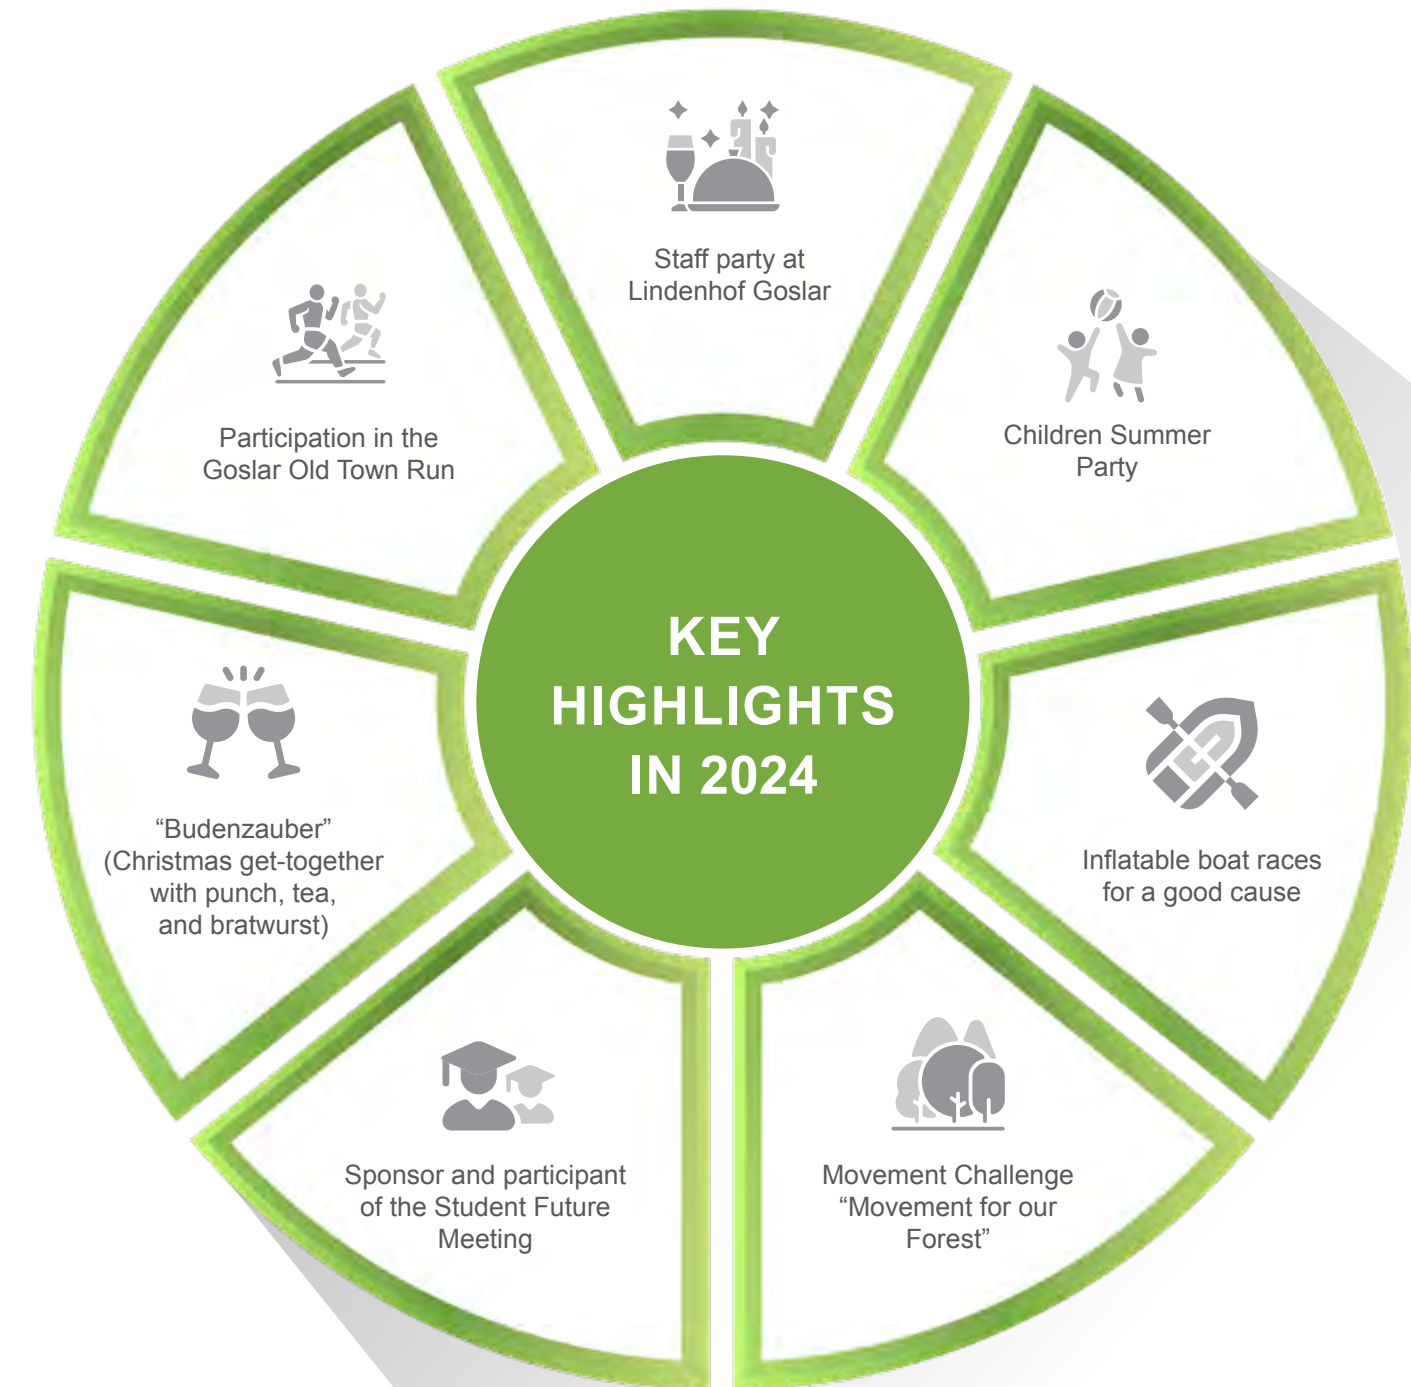 Staff party at
Lindenhof Goslar
Children Summer
Party
Inflatable boat races
for a good cause
Movement Challenge
“Movement for our
Forest”
Sponsor and participant
of the Student Future
Meeting
“Budenzauber”
(Christmas get-together
with punch, tea,
and bratwurst)
Participation in the
Goslar Old Town Run
KEY
HIGHLIGHTS
IN 2024